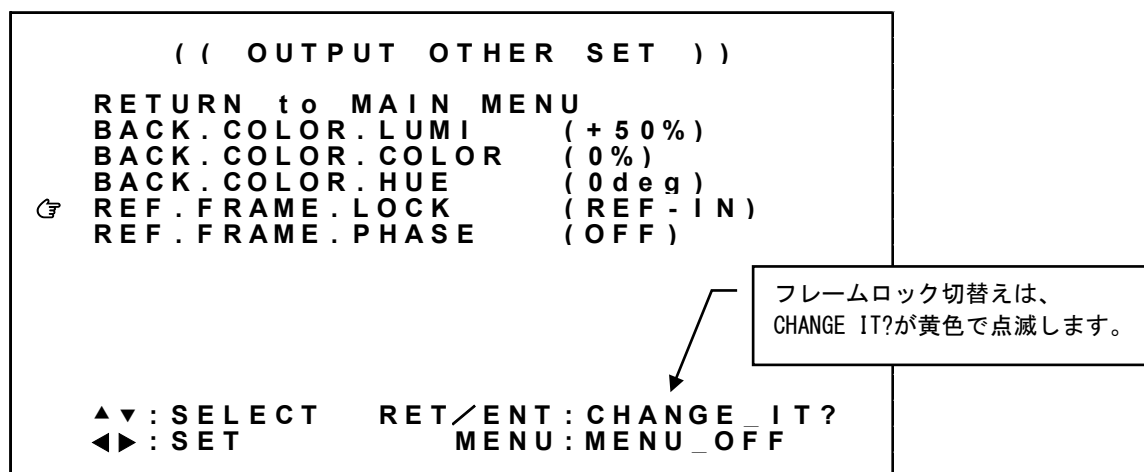 (( OUTPUT OTHER SET ))
RETURN to MAIN MENU
BACK.COLOR.LUMI (+50%)
BACK.COLOR.COLOR (0%)
BACK.COLOR.HUE (0deg)
☞ REF.FRAME.LOCK (REF-IN)
REF.FRAME.PHASE (OFF)
フレームロック切替えは、
CHANGE IT?が黄色で点滅します。
▲▼:SELECT RET/ENT:CHANGE_IT?
◀▶:SET MENU:MENU_OFF